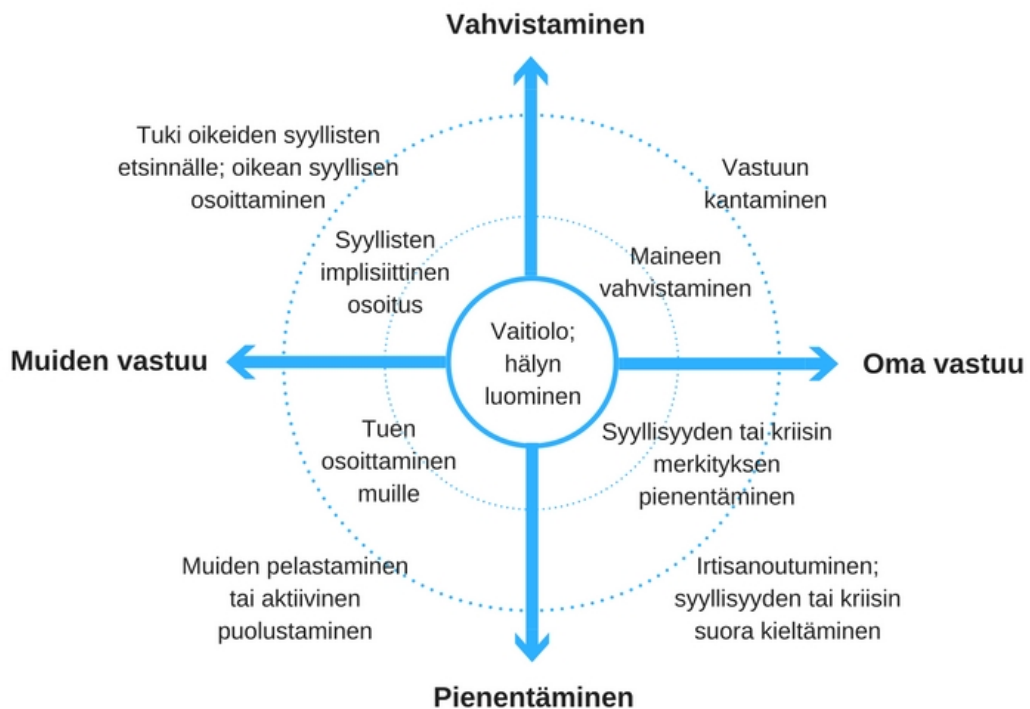 Vahvistaminen
Tuki oikeiden syyllisten
etsinnälle; oikean syyllisen
osoittaminen
Vastuun
kantaminen
Syyllisten
implisiittinen
osoitus
Maineen
vahvistaminen
Muiden vastuu
Vaitiolo;
hälyn
luominen
Oma vastuu
Tuen
osoittaminen
muille
Syyllisyyden tai kriisin
merkityksen
pienentäminen
Muiden pelastaminen
tai aktiivinen
puolustaminen
Irtisanoutuminen;
syyllisyyden tai kriisin
suora kieltäminen
Pienentäminen